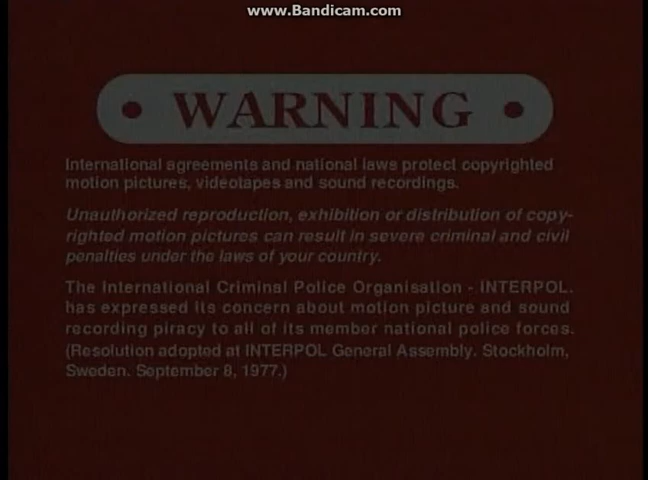 www.Bandicam.com
• WARNING •
International agreements and national laws protect copyrighted
motion pictures, videotapes and sound recordings.
Unauthorized reproduction, exhibition or distribution of copy-
righted motion pictures can result in severe criminal and civil
penalties under the laws of your country.
The International Criminal Police Organisation - INTERPOL.
has expressed its concern about motion picture and sound
recording piracy to all of its member national police forces.
(Resolution adopted at INTERPOL General Assembly. Stockholm,
Sweden. September 8, 1977.)